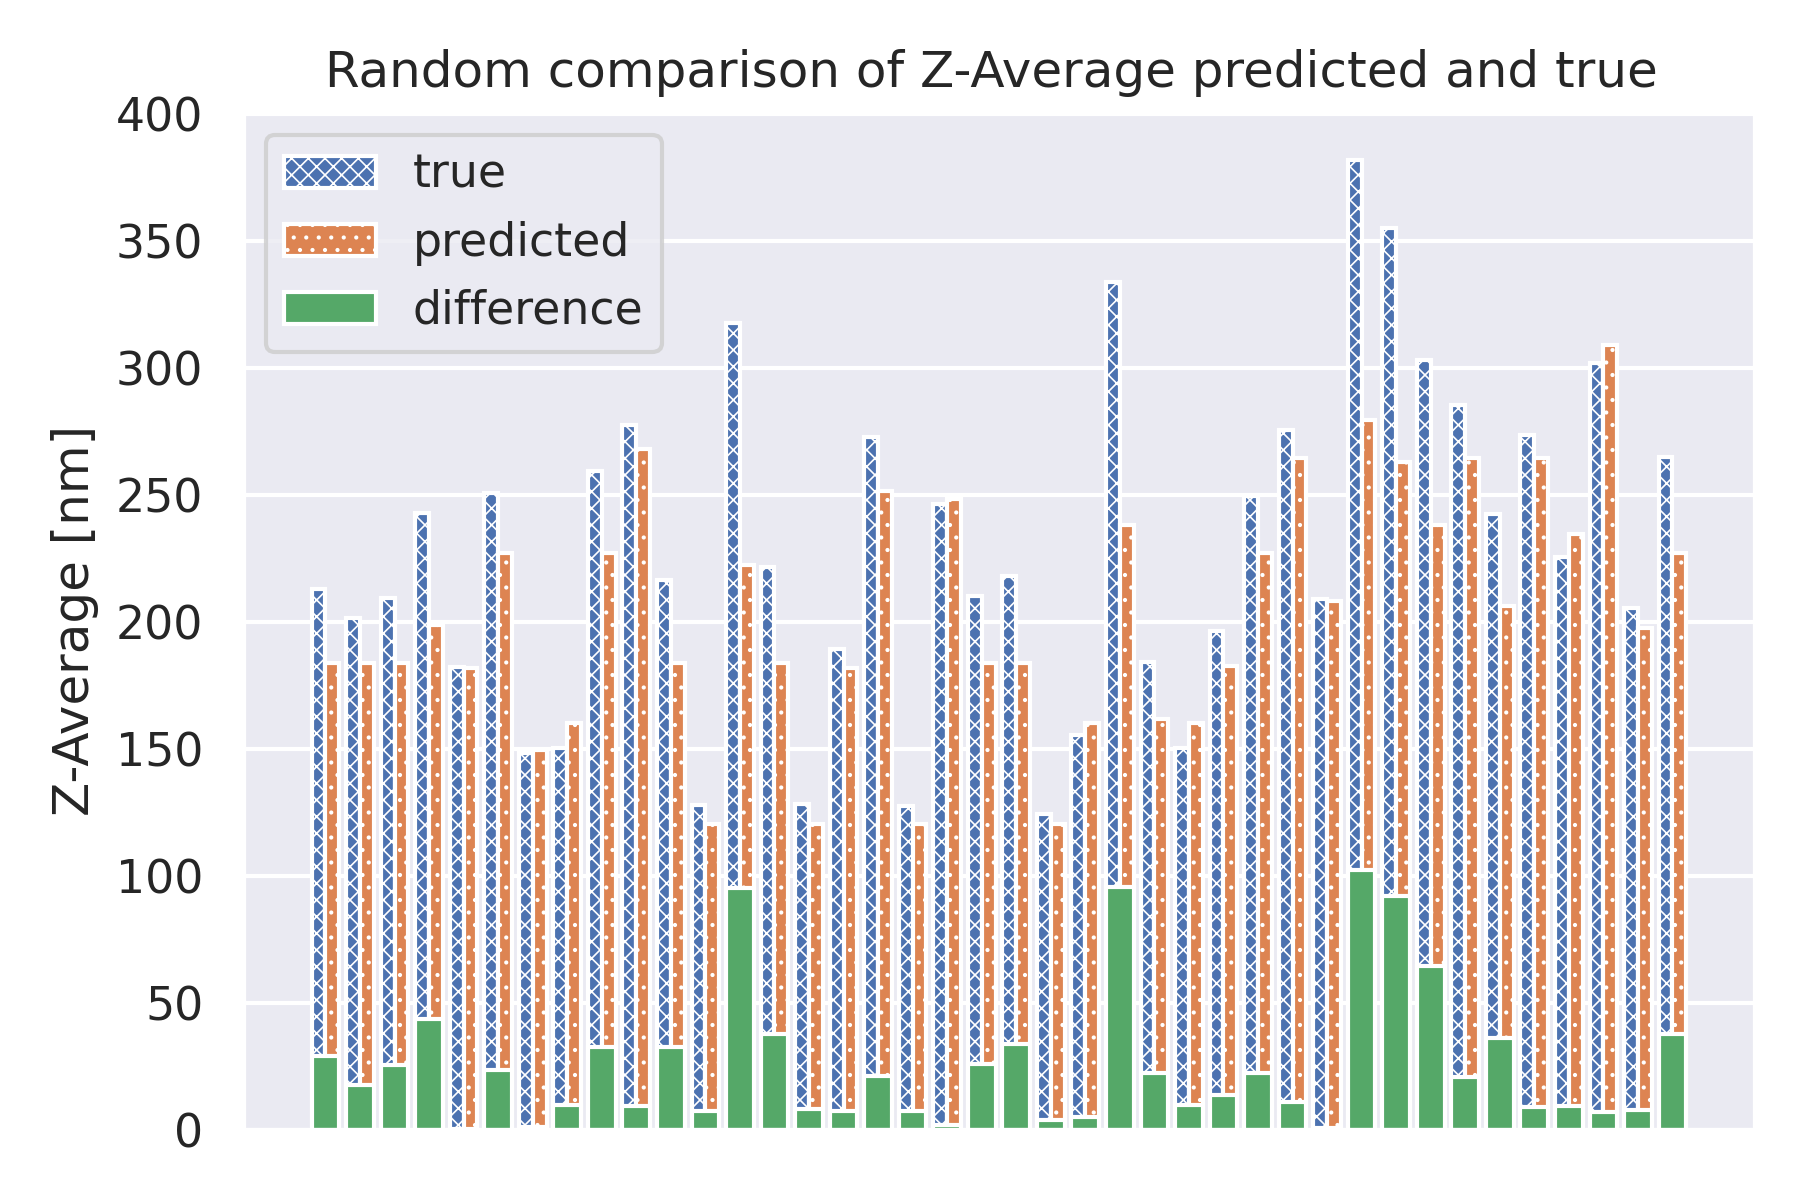 Random comparison of Z-Average predicted and true
400
350
300
250
200
150
100
50
0
Z-Average [nm]
true
predicted
difference